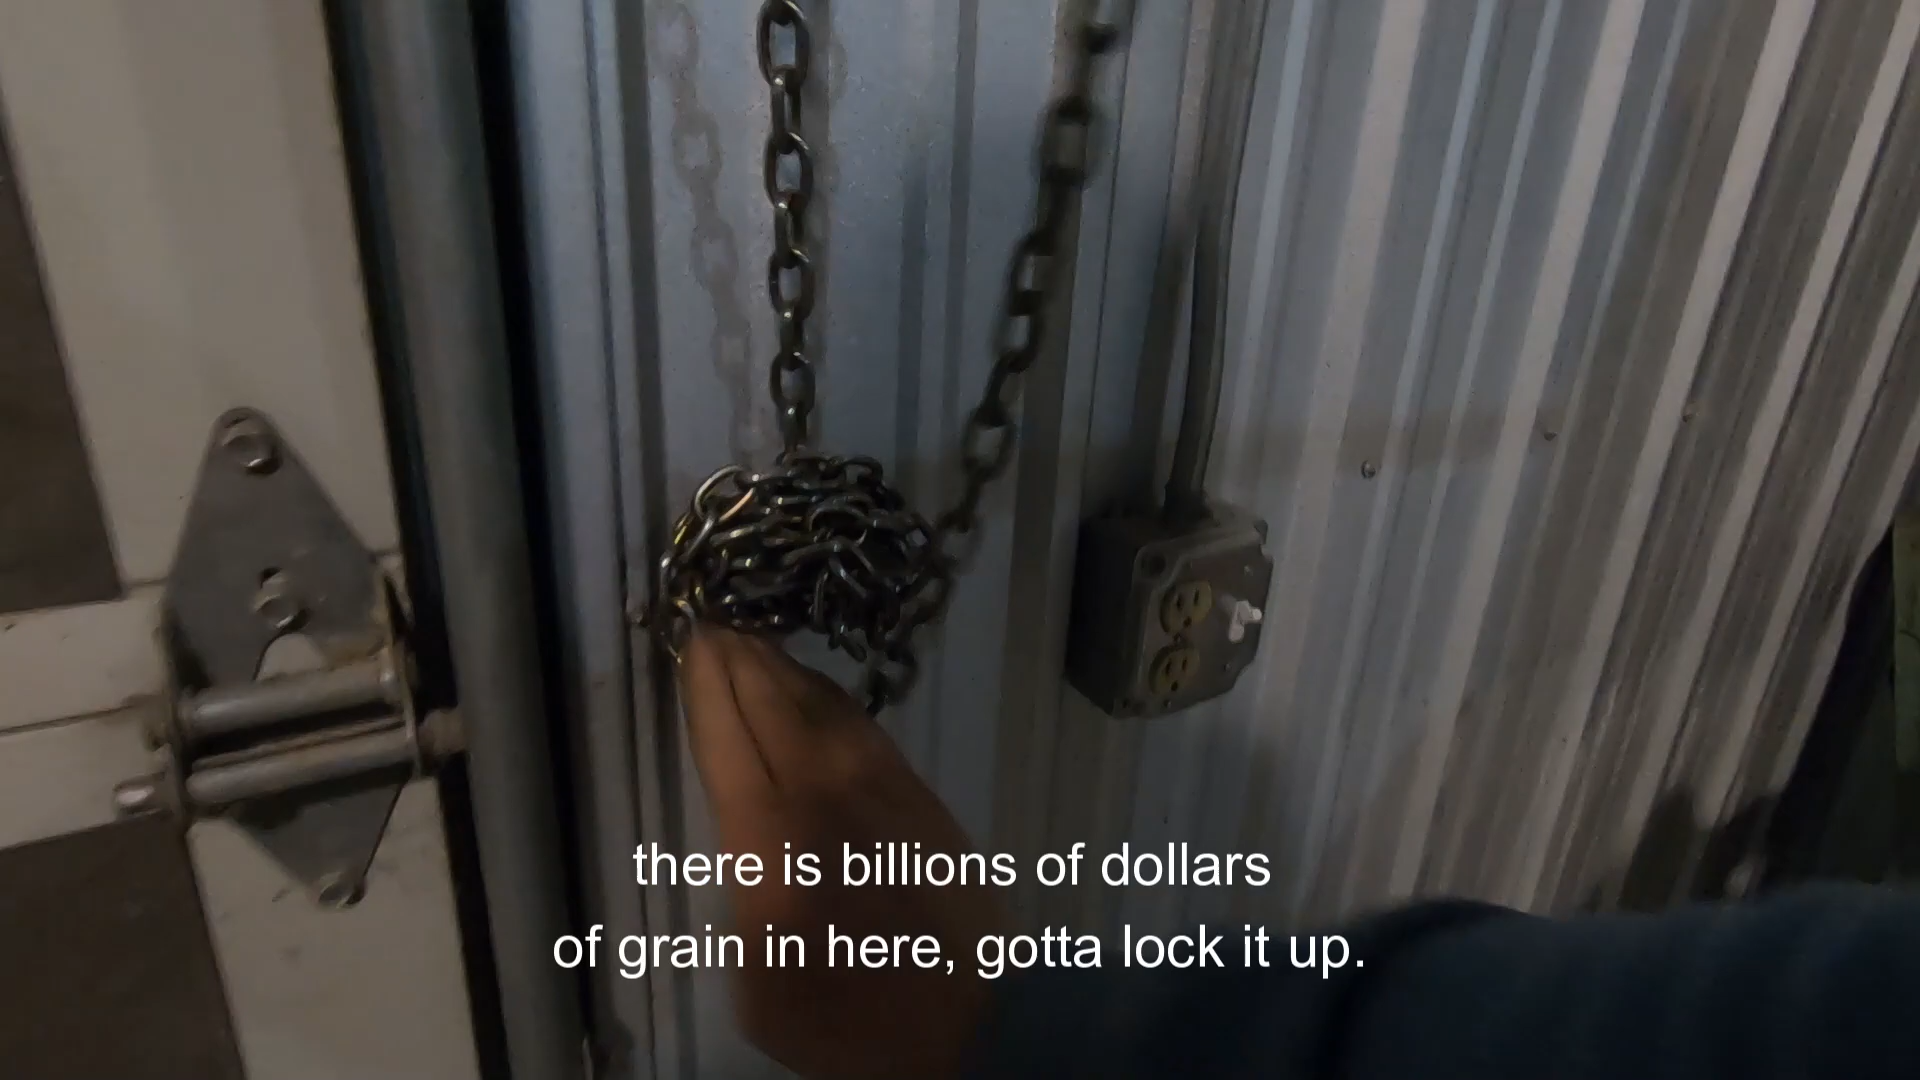 there is billions of dollars
of grain in here, gotta lock it up.